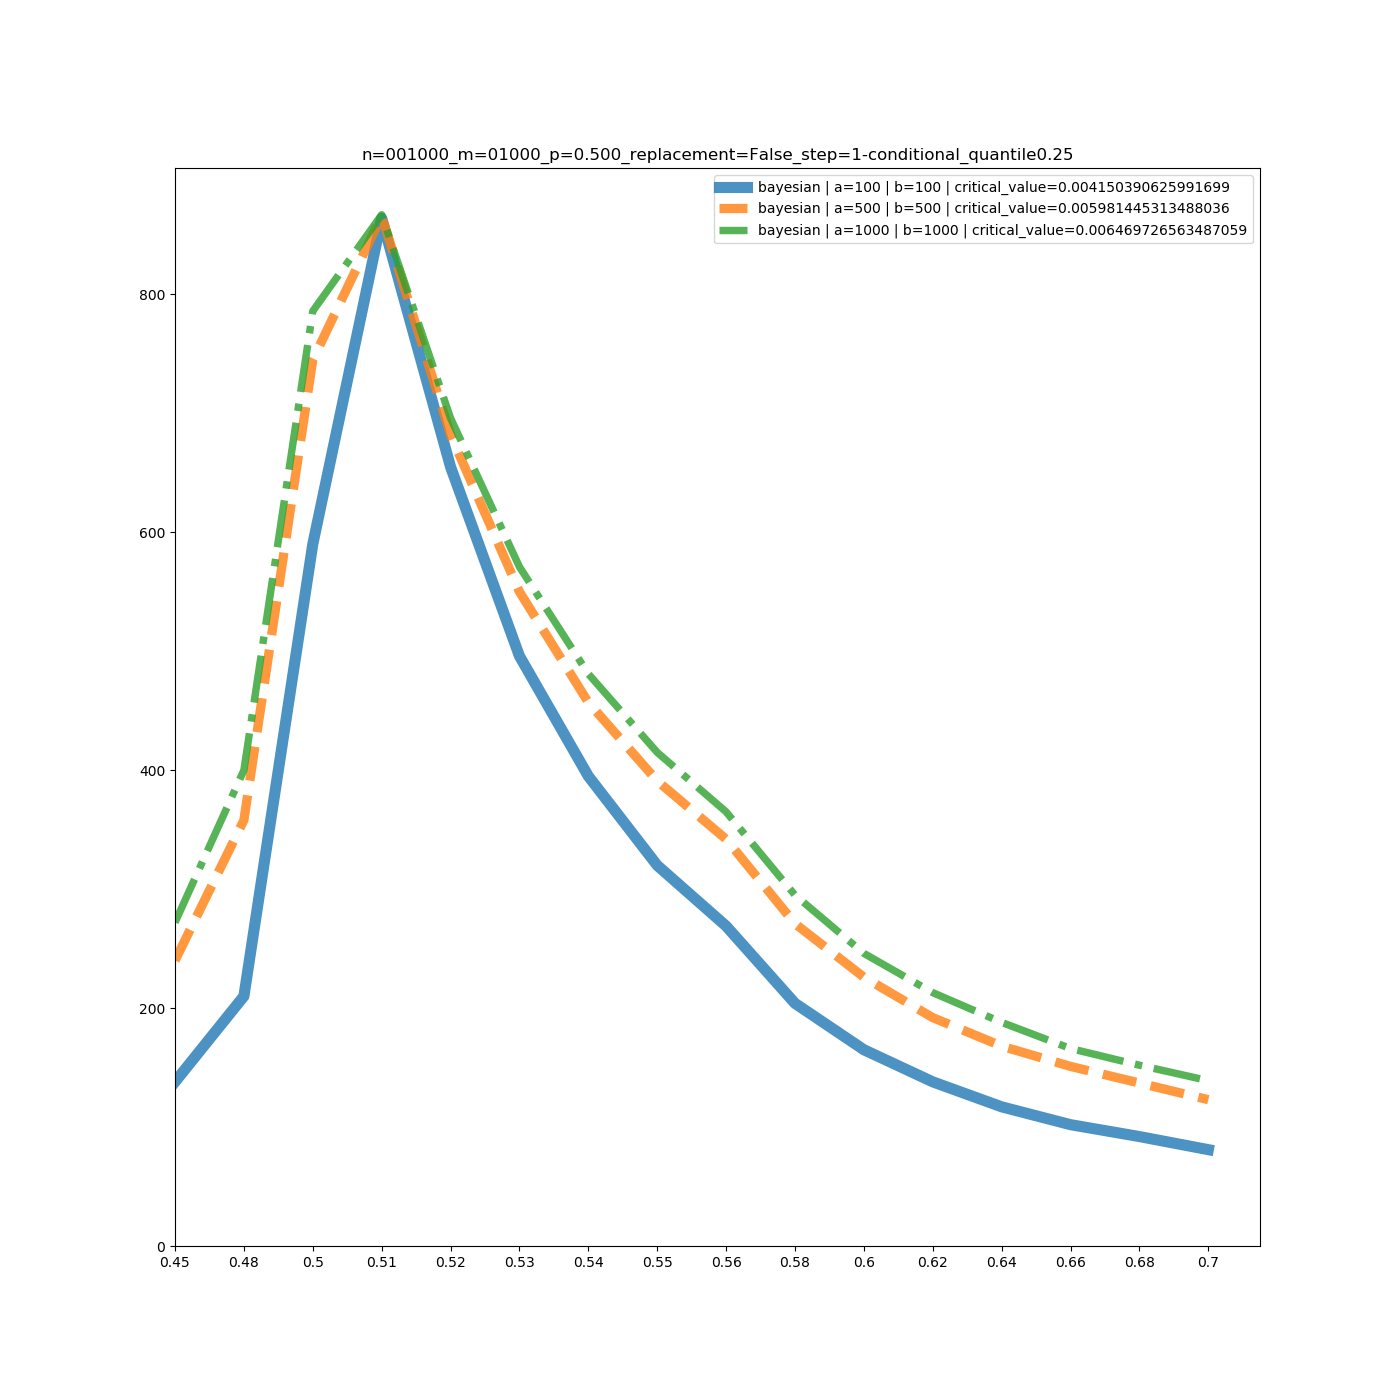 n=001000_m=01000_p=0.500_replacement=False_step=1-conditional_quantile0.25
bayesian | a=100 | b=100 | critical_value=0.004150390625991699
bayesian | a=500 | b=500 | critical_value=0.005981445313488036
bayesian | a=1000 | b=1000 | critical_value=0.006469726563487059
800
600
400
200
0
0.45 0.48 0.5 0.51 0.52 0.53 0.54 0.55 0.56 0.58 0.6 0.62 0.64 0.66 0.68 0.7